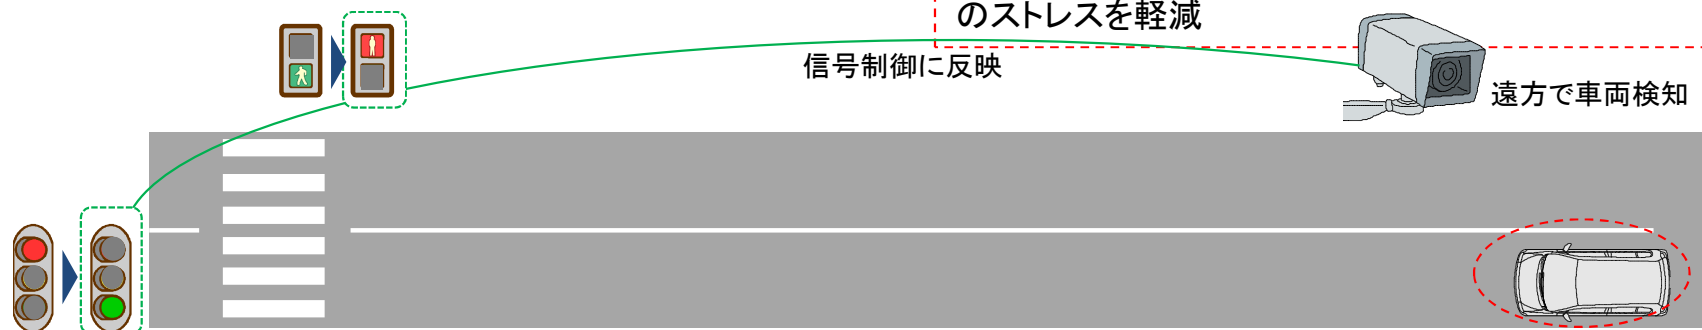 のストレスを軽減
信号制御に反映
遠方で車両検知